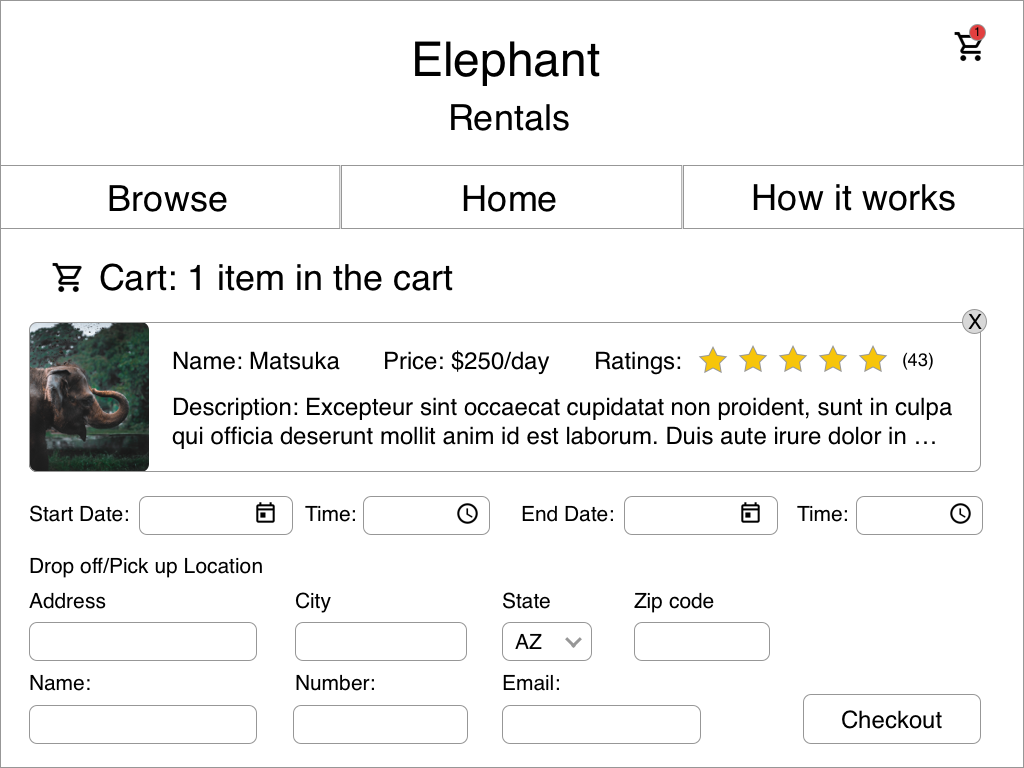 1
Elephant
Rentals
Browse Home How it works
Cart: 1 item in the cart
X
Name: Matsuka Price: $250/day Ratings: (43)
Description: Excepteur sint occaecat cupidatat non proident, sunt in culpa
qui officia deserunt mollit anim id est laborum. Duis aute irure dolor in ...
Start Date: Time: End Date: Time:
Drop off/Pick up Location
Address City State Zip code
AZ
Name: Number: Email:
Checkout